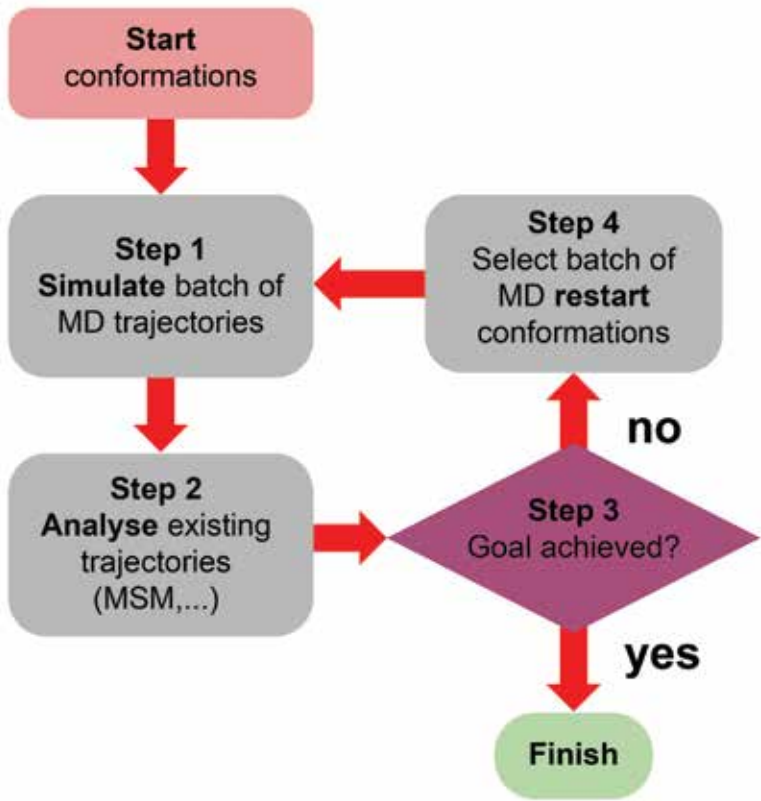 Start
conformations
Step 1
Simulate batch of
MD trajectories
Step 2
Analyse existing
trajectories
(MSM,...)
Step 3
Goal achieved?
no
Step 4
Select batch of
MD restart
conformations
yes
Finish